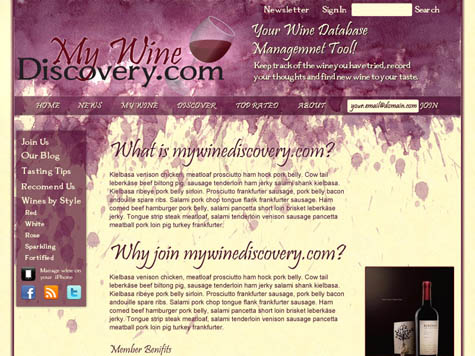 Newsletter Sign In Search
My Wine
Discovery.com
Your Wine Database
Managemnet Tool!
Keep track of the wine you have tried, record
your thoughts and find new wine to your taste.
HOME NEWS MY WINE DISCOVER TOP RATED ABOUT your.email@domain.com JOIN
Join Us
Our Blog
Tasting Tips
Recomend Us
Wines by Style
Red
White
Rose
Sparkling
Fortified
Manage wine on
your iPhone
What is mywinediscovery.com?
Kielbasa venison chicken, meatloaf prosciutto ham hock pork belly. Cow tail
leberkäse beef biltong pig, sausage tenderloin ham jerky salami shank kielbasa.
Kielbasa ribeye pork belly sirloin. Prosciutto frankfurter sausage, pork belly bacon
andouille spare ribs. Salami pork chop tongue flank frankfurter sausage. Ham
corned beef hamburger pork belly, salami pancetta short loin brisket leberkäse
jerky. Tongue strip steak meatloaf, salami tenderloin venison sausage pancetta
meatball pork loin pig turkey frankfurter.
Why join mywinediscovery.com?
Kielbasa venison chicken, meatloaf prosciutto ham hock pork belly. Cow tail
leberkäse beef biltong pig, sausage tenderloin ham jerky salami shank kielbasa.
Kielbasa ribeye pork belly sirloin. Prosciutto frankfurter sausage, pork belly bacon
andouille spare ribs. Salami pork chop tongue flank frankfurter sausage. Ham
corned beef hamburger pork belly, salami pancetta short loin brisket leberkäse
jerky. Tongue strip steak meatloaf, salami tenderloin venison sausage pancetta
meatball pork loin pig turkey frankfurter.
Member Benifits